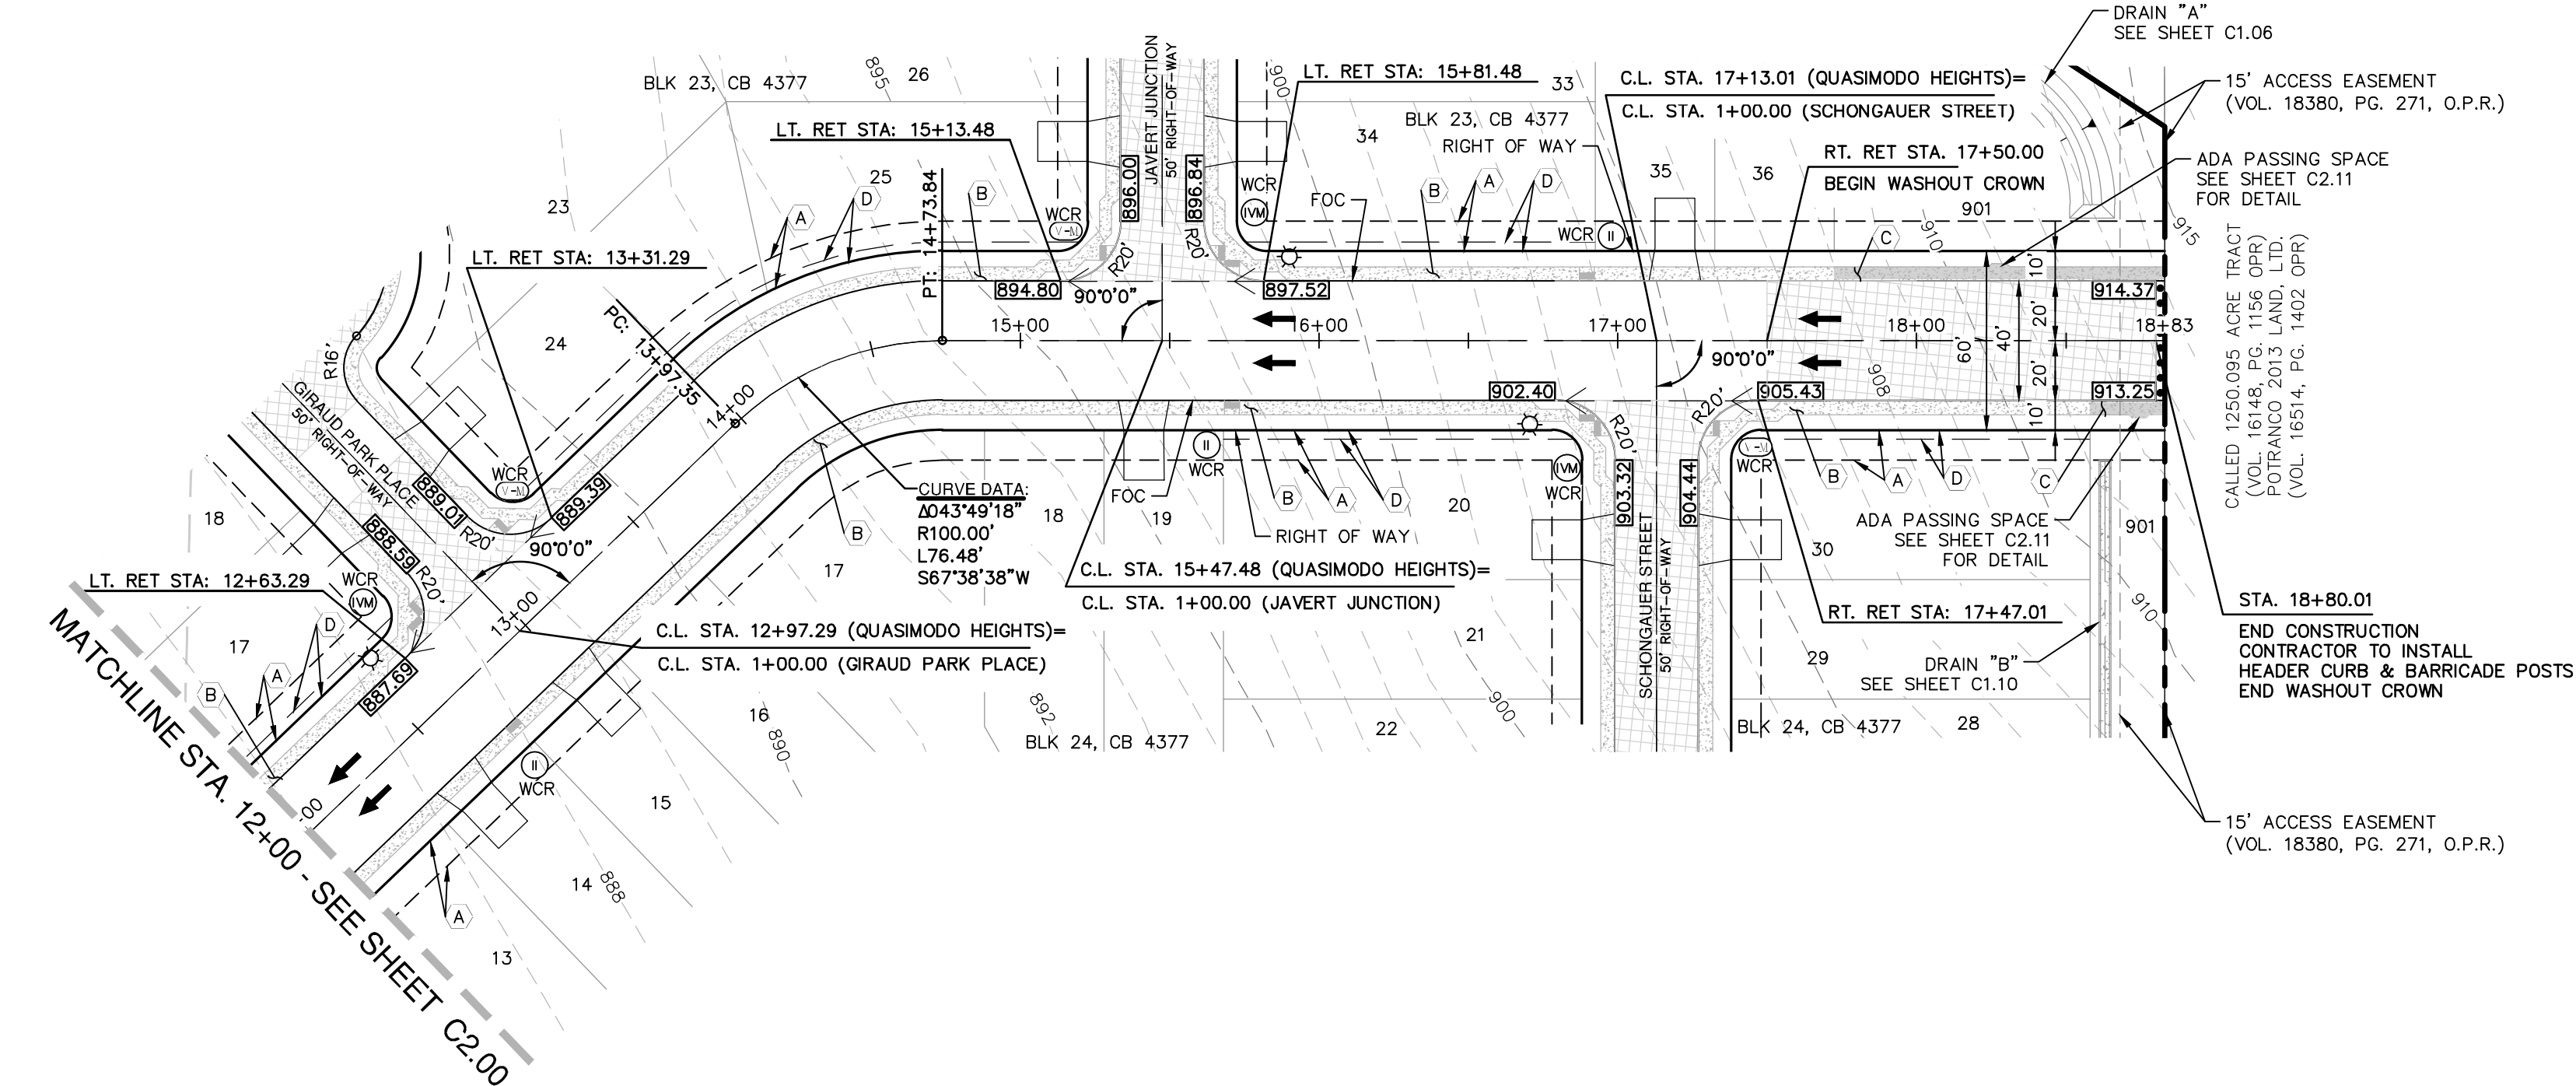 DRAIN "A"
SEE SHEET C1.06
15' ACCESS EASEMENT
(VOL. 18380, PG. 271, O.P.R.)
ADA PASSING SPACE
SEE SHEET C2.11
FOR DETAIL
BLK 23, CB 4377
895
26
JAVERT JUNCTION
50' RIGHT-OF-WAY
900
LT. RET STA: 15+81.48
33
C.L. STA. 17+13.01 (QUASIMODO HEIGHTS)=
C.L. STA. 1+00.00 (SCHONGAUER STREET)
LT. RET STA: 15+13.48
34
BLK 23, CB 4377
RIGHT OF WAY
35
36
RT. RET STA. 17+50.00
BEGIN WASHOUT CROWN
23
25
A
D
B
PT: 14+73.84
896.00
896.84
WCR
V-M
WCR
IVM
R20'
R20'
FOC
B
A
D
WCR
II
901
910
915
C
LT. RET STA: 13+31.29
24
PC: 13+97.35
894.80
90°0'0"
897.52
914.37
10'
20'
20'
10'
40'
60'
15+00
16+00
17+00
18+00
18+83
14+00
90°0'0"
908
902.40
905.43
913.25
R20'
R20'
CALLED 1250.095 ACRE TRACT
(VOL. 16148, PG. 1156 OPR)
POTRANCO 2013 LAND, LTD.
(VOL. 16514, PG. 1402 OPR)
R16'
GIRAUD PARK PLACE
50' RIGHT-OF-WAY
WCR
V-M
889.01
889.39
888.59
R20'
R20'
90°0'0"
18
B
CURVE DATA:
Δ043°49'18"
R100.00'
L76.48'
S67°38'38"W
18
17
FOC
19
II
WCR
B
A
D
RIGHT OF WAY
20
IVM
WCR
903.32
904.44
V-M
WCR
B
A
D
C
ADA PASSING SPACE
SEE SHEET C2.11
FOR DETAIL
901
30
LT. RET STA: 12+63.29
WCR
IVM
13+00
C.L. STA. 15+47.48 (QUASIMODO HEIGHTS)=
C.L. STA. 1+00.00 (JAVERT JUNCTION)
C.L. STA. 12+97.29 (QUASIMODO HEIGHTS)=
C.L. STA. 1+00.00 (GIRAUD PARK PLACE)
SCHONGAUER STREET
50' RIGHT-OF-WAY
RT. RET STA: 17+47.01
910
STA. 18+80.01
END CONSTRUCTION
CONTRACTOR TO INSTALL
HEADER CURB & BARRICADE POSTS
END WASHOUT CROWN
17
D
A
B
887.69
21
29
DRAIN "B"
SEE SHEET C1.10
16
890
892
BLK 24, CB 4377
22
900
BLK 24, CB 4377
28
00
II
WCR
15
14
888
A
13
15' ACCESS EASEMENT
(VOL. 18380, PG. 271, O.P.R.)
MATCHLINE STA. 12+00 - SEE SHEET C2.00